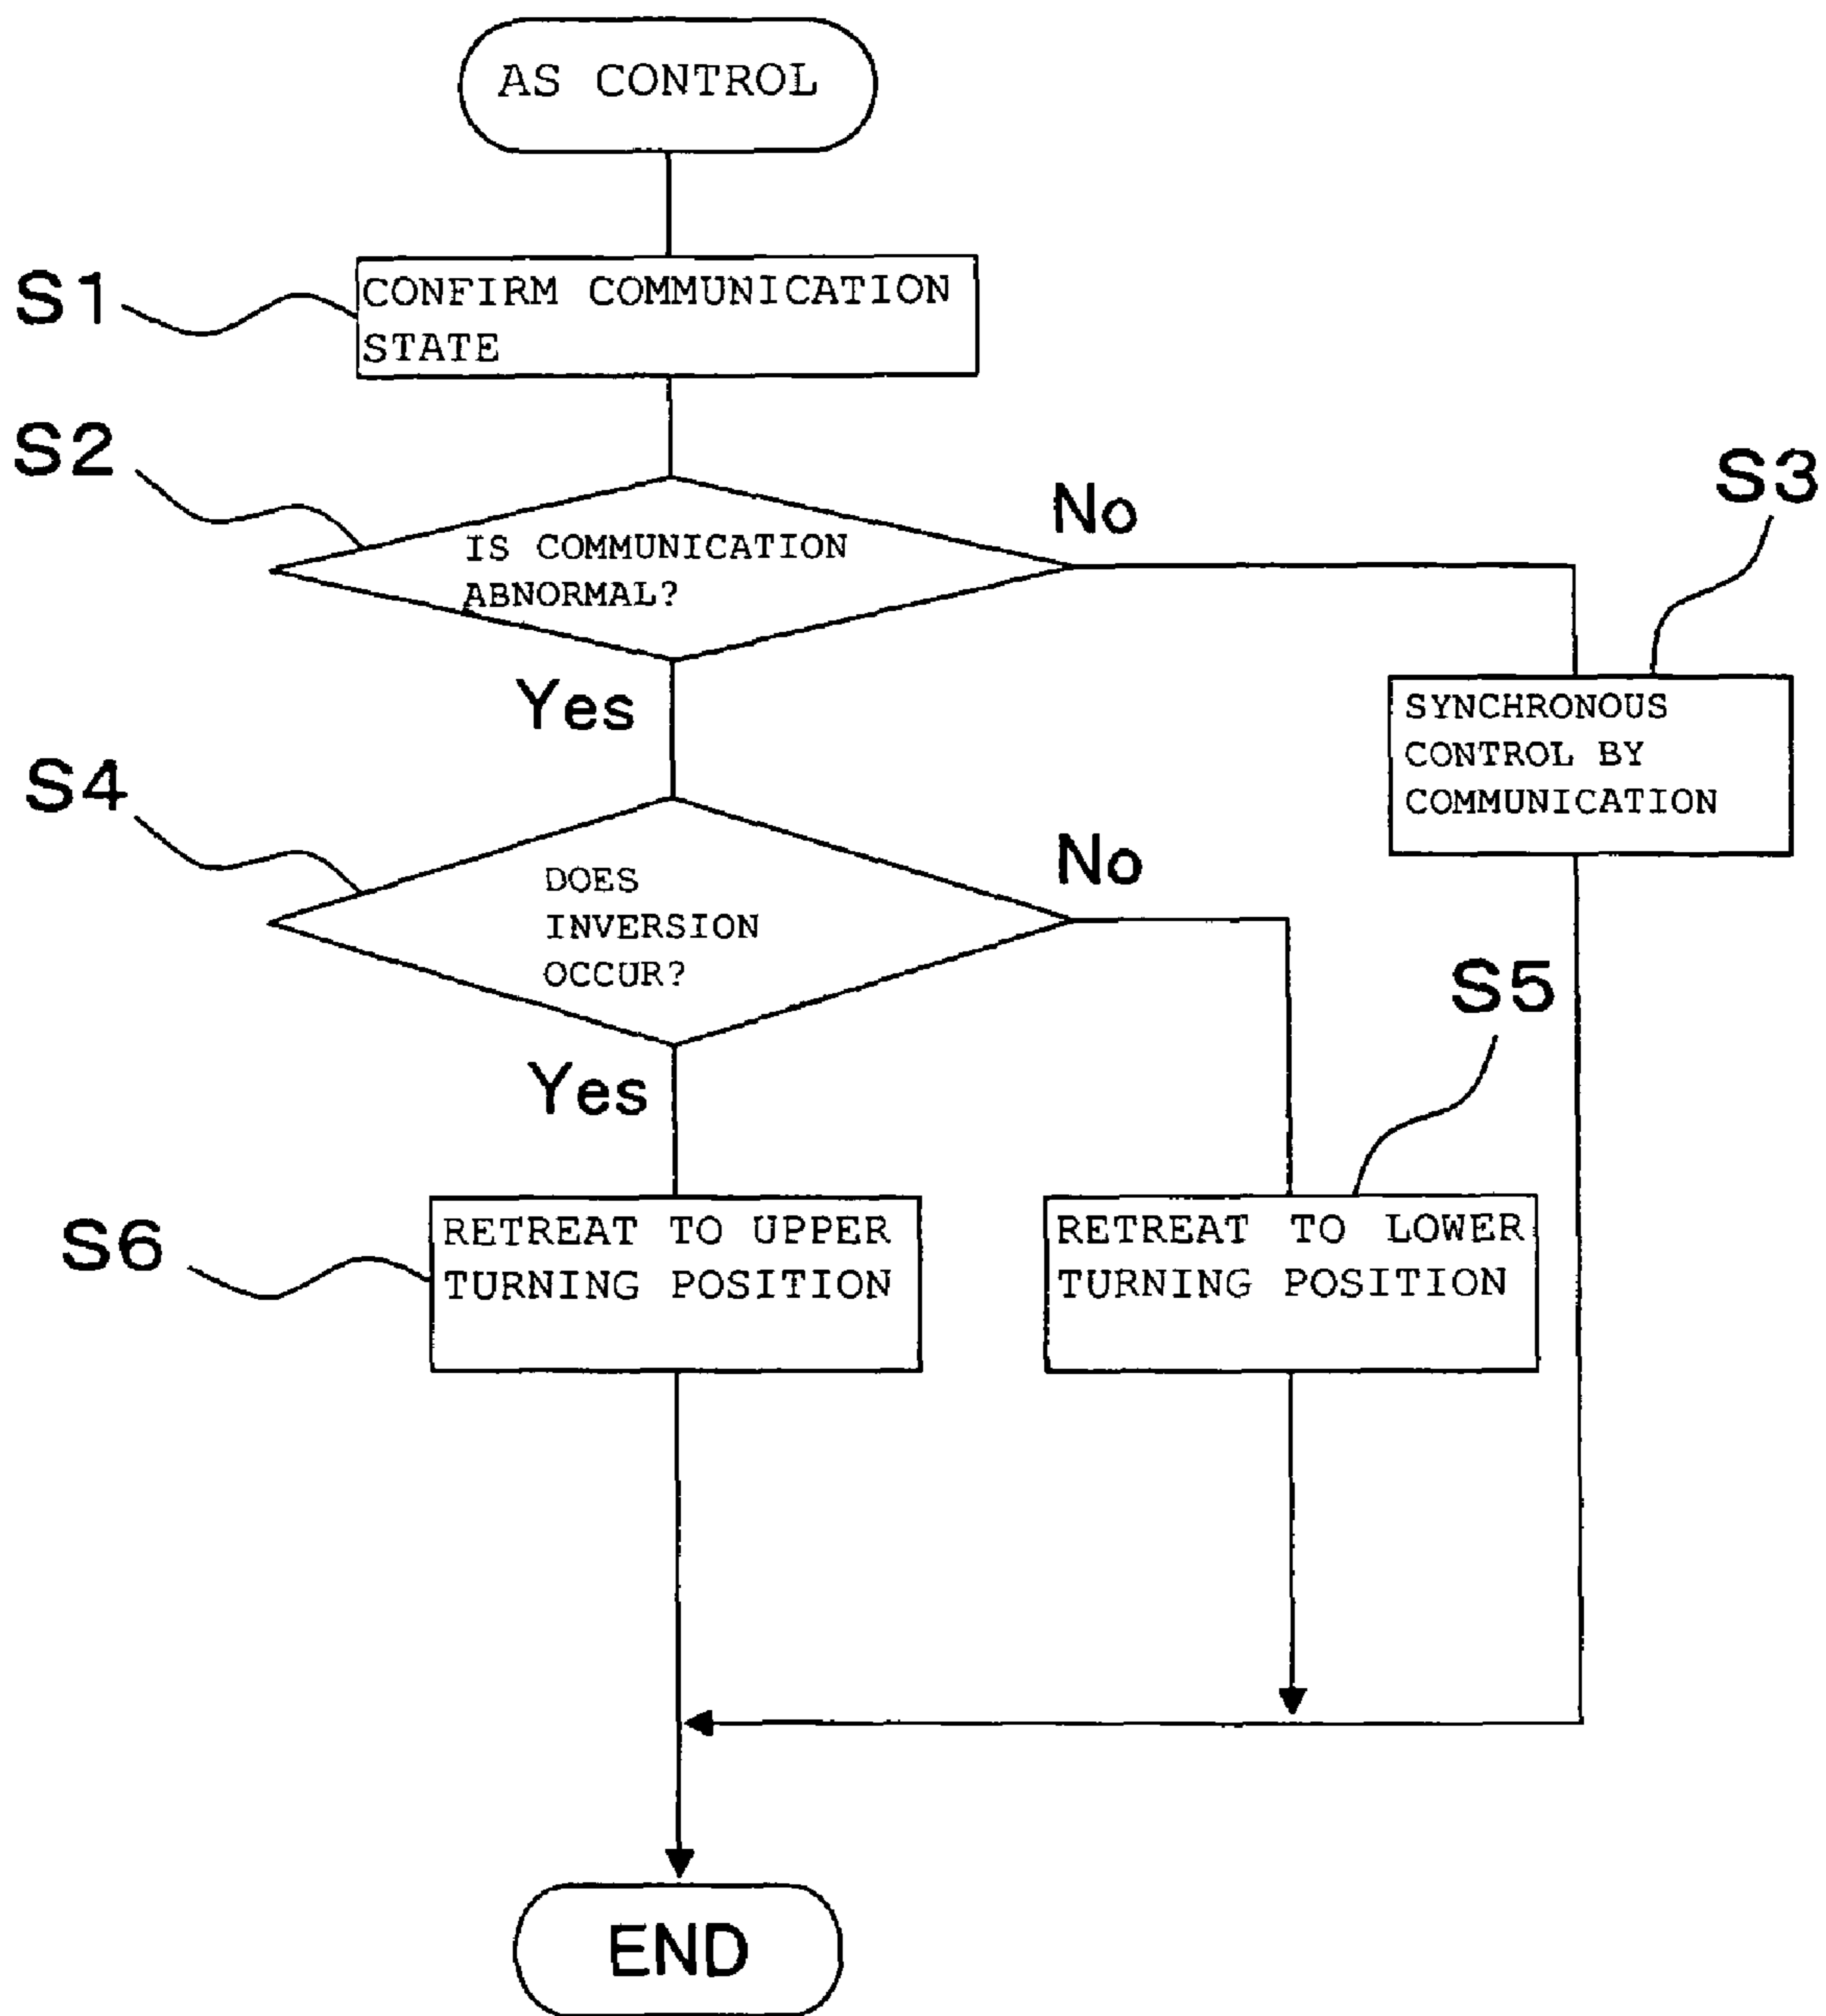 AS CONTROL
S1
CONFIRM COMMUNICATION
STATE
S2
IS COMMUNICATION
ABNORMAL?
No
S3
Yes
SYNCHRONOUS
CONTROL BY
COMMUNICATION
S4
DOES
INVERSION
OCCUR?
No
S5
Yes
S6
RETREAT TO UPPER
TURNING POSITION
RETREAT TO LOWER
TURNING POSITION
END